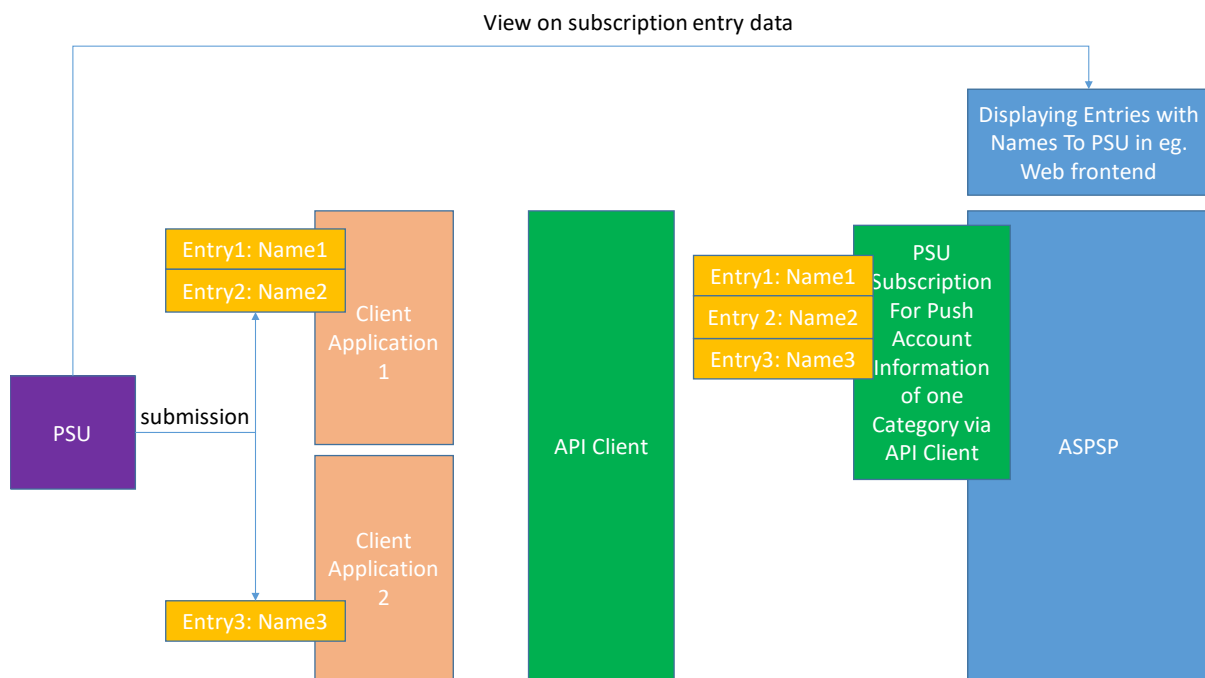 View on subscription entry data
Displaying Entries with
Names To PSU in eg.
Web frontend
Entry1: Name1
Entry2: Name2
Client
Application
1
PSU
submission
Client
Application
2
Entry3: Name3
API Client
Entry1: Name1
Entry 2: Name2
Entry3: Name3
PSU
Subscription
For Push
Account
Information
of one
Category via
API Client
ASPSP